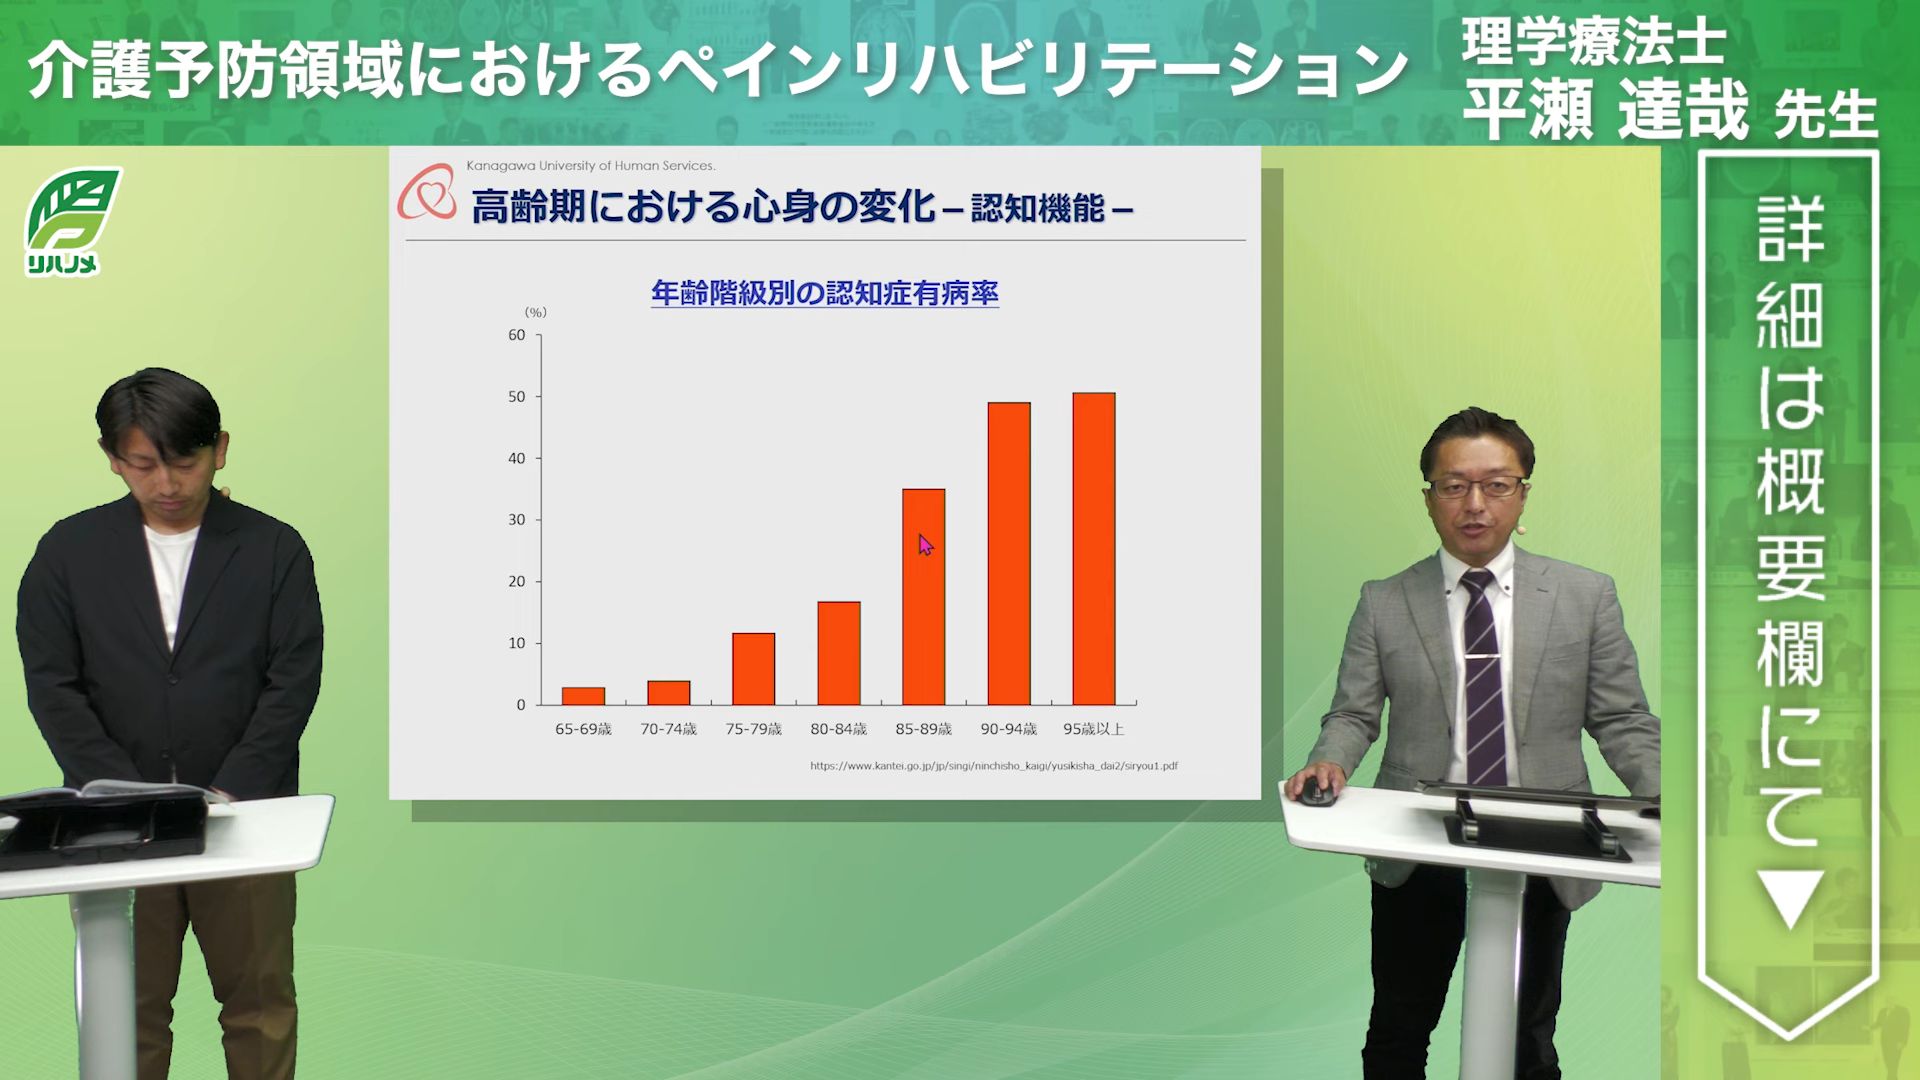 介護予防領域におけるペインリハビリテーション
理学療法士
平瀬 達哉 先生
リハノメ
Kanagawa University of Human Services.
高齢期における心身の変化 – 認知機能 –
年齢階級別の認知症有病率
(%)
60
50
40
30
20
10
0
65-69歳 70-74歳 75-79歳 80-84歳 85-89歳 90-94歳 95歳以上
https://www.kantei.go.jp/jp/singi/ninchisho_kaigi/yusikisha_dai2/siryou1.pdf
詳細は概要欄にて▼